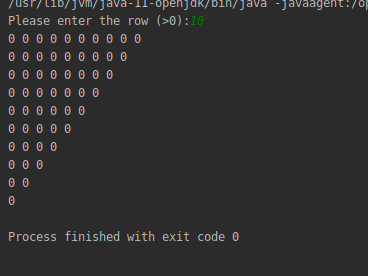 /usr/lib/jvm/java-11-openjdk/bin/java -javaagent:/op
Please enter the row (>0):10
0 0 0 0 0 0 0 0 0 0
0 0 0 0 0 0 0 0 0
0 0 0 0 0 0 0 0
0 0 0 0 0 0 0
0 0 0 0 0 0
0 0 0 0 0
0 0 0 0
0 0 0
0 0
0
Process finished with exit code 0